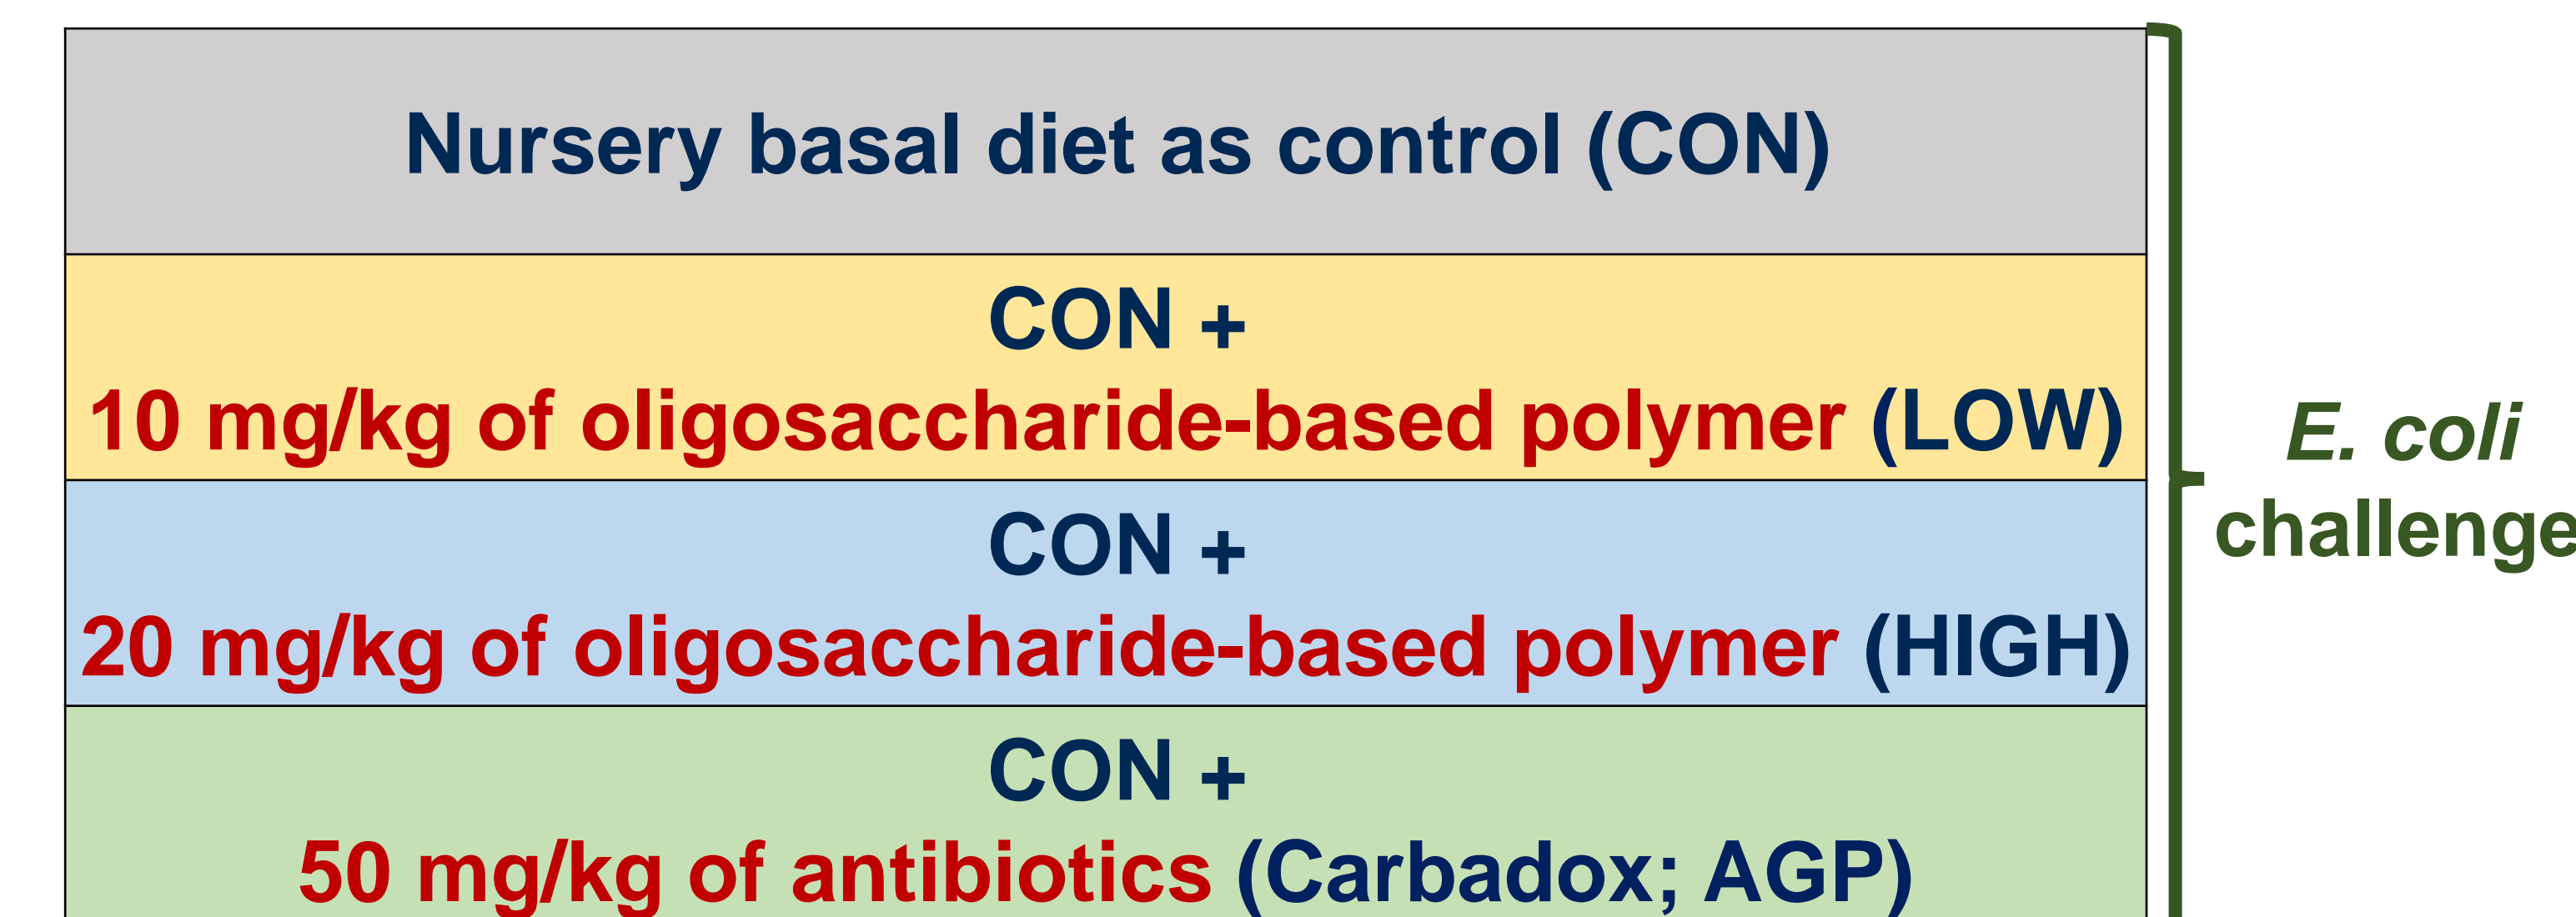 Nursery basal diet as control (CON)
CON +
10 mg/kg of oligosaccharide-based polymer (LOW)
CON +
20 mg/kg of oligosaccharide-based polymer (HIGH)
CON +
50 mg/kg of antibiotics (Carbadox; AGP)
E. coli
challenge